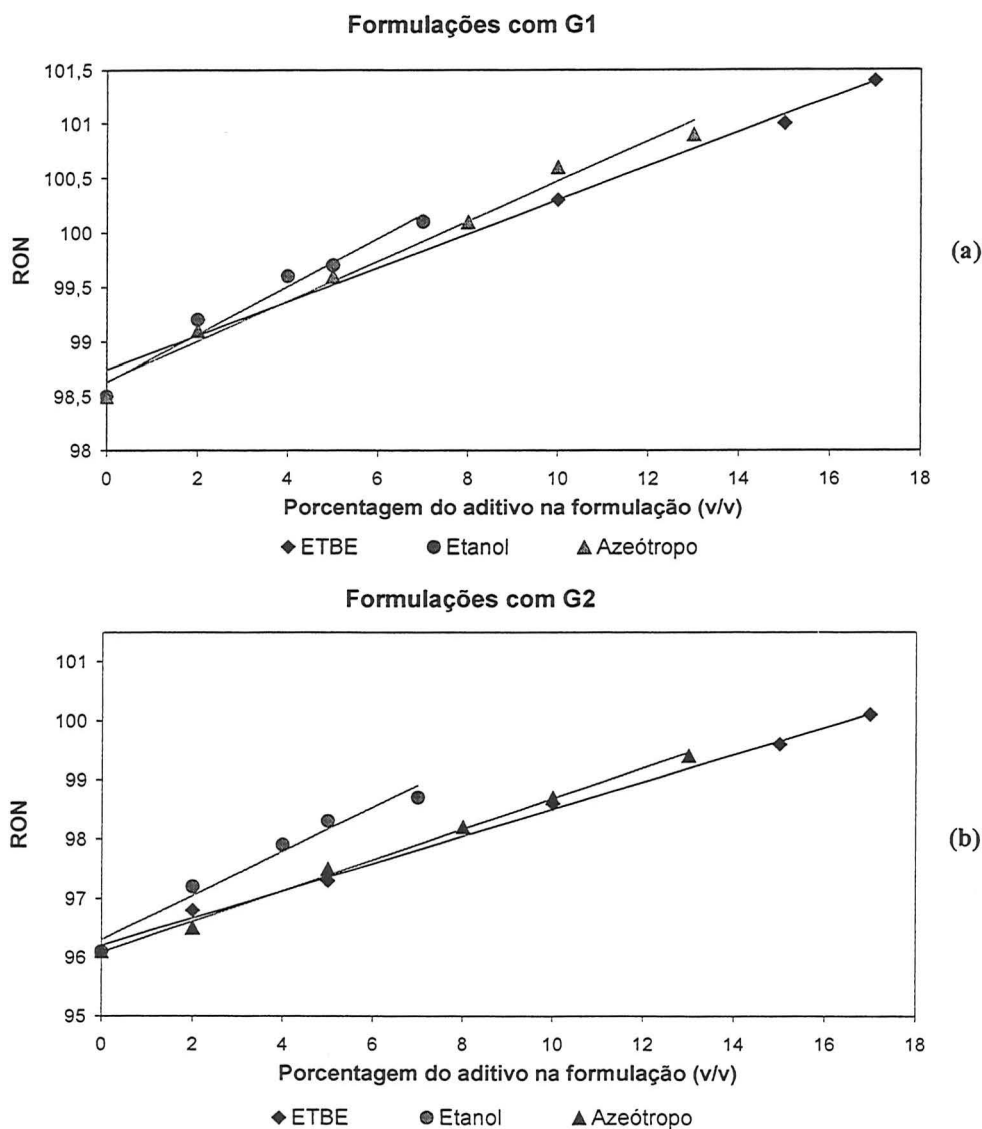 Formulações com G1
101,5
101
100,5
100
99,5
99
98,5
98
RON
0 2 4 6 8 10 12 14 16 18
Porcentagem do aditivo na formulação (v/v)
ETBE Etanol Azeótropo
(a)
Formulações com G2
101
100
99
98
97
96
95
RON
0 2 4 6 8 10 12 14 16 18
Porcentagem do aditivo na formulação (v/v)
ETBE Etanol Azeótropo
(b)